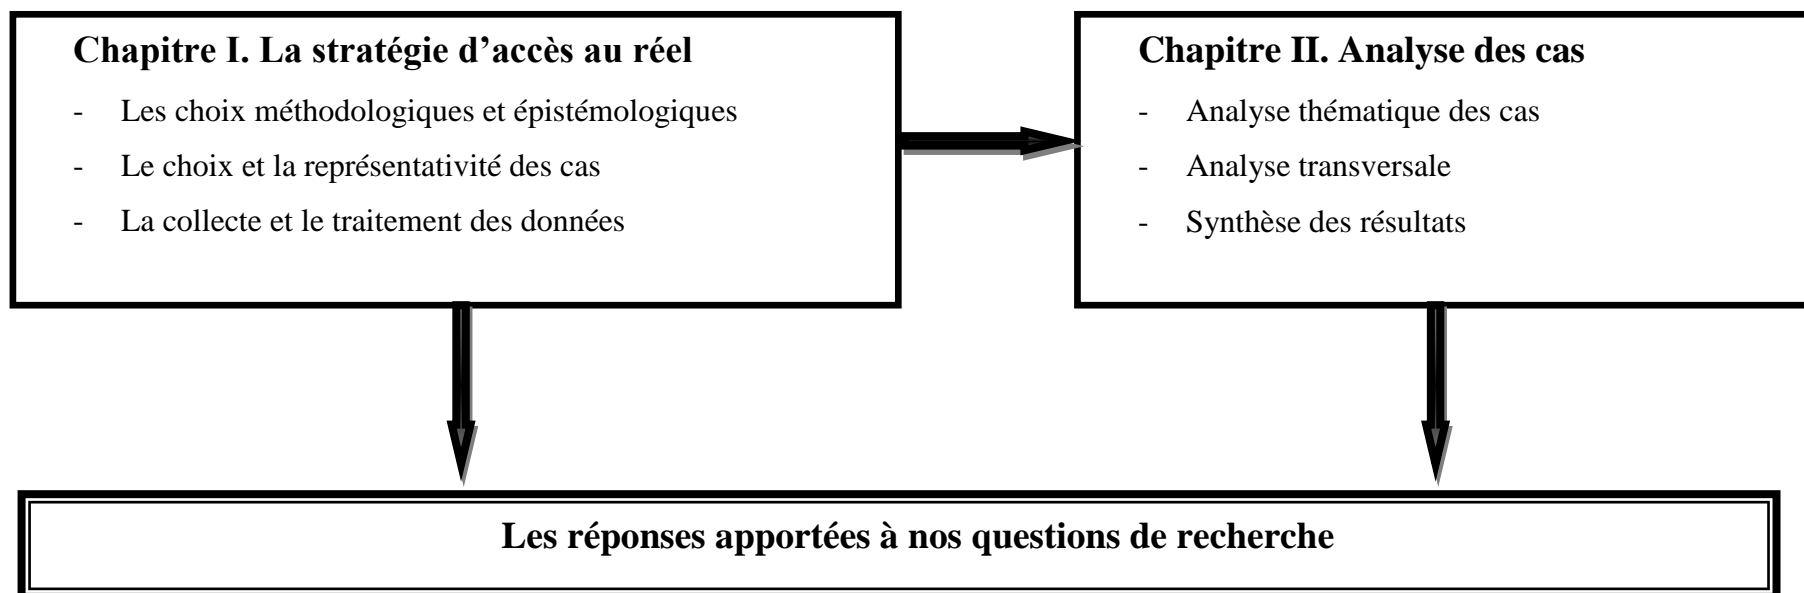 Chapitre I. La stratégie d’accès au réel
- Les choix méthodologiques et épistémologiques
- Le choix et la représentativité des cas
- La collecte et le traitement des données
Chapitre II. Analyse des cas
- Analyse thématique des cas
- Analyse transversale
- Synthèse des résultats
Les réponses apportées à nos questions de recherche